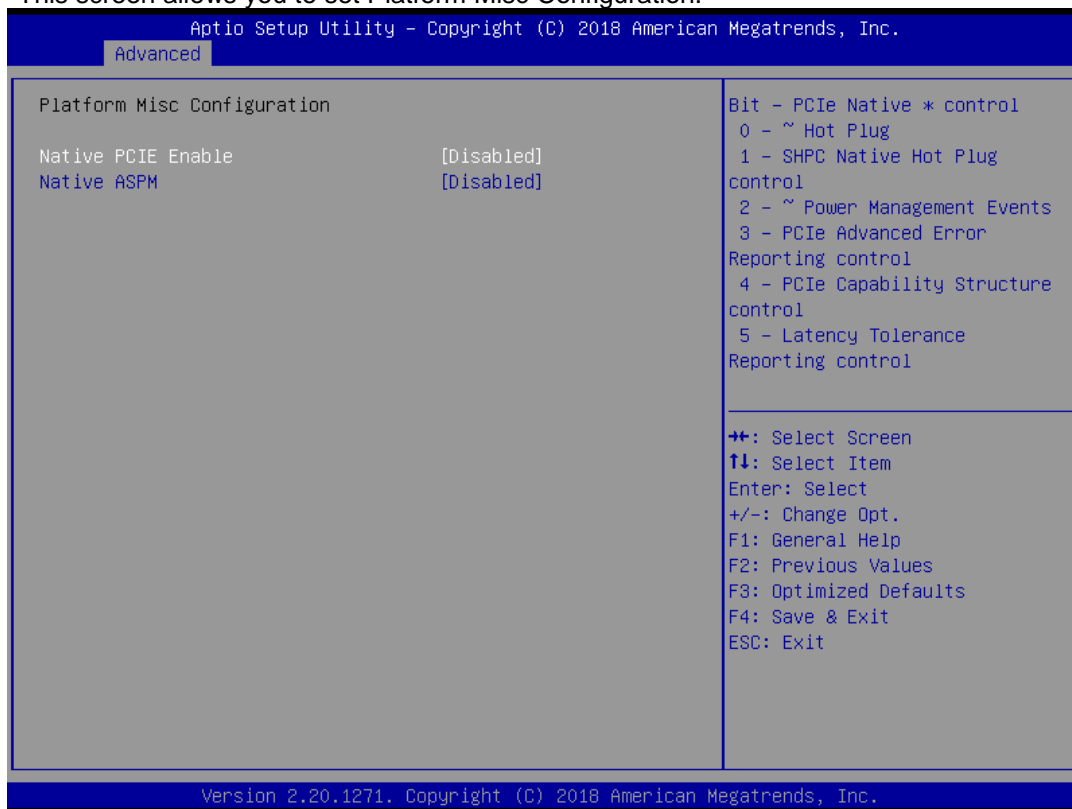 This screen allows you to set Platform Misc Configuration.
Aptio Setup Utility – Copyright (C) 2018 American Megatrends, Inc.
Advanced
Platform Misc Configuration
Native PCIE Enable [Disabled]
Native ASPM [Disabled]
Bit – PCIe Native * control
0 – ~ Hot Plug
1 – SHPC Native Hot Plug
control
2 – ~ Power Management Events
3 – PCIe Advanced Error
Reporting control
4 – PCIe Capability Structure
control
5 – Latency Tolerance
Reporting control
→←: Select Screen
↑↓: Select Item
Enter: Select
+/-: Change Opt.
F1: General Help
F2: Previous Values
F3: Optimized Defaults
F4: Save & Exit
ESC: Exit
Version 2.20.1271. Copyright (C) 2018 American Megatrends, Inc.